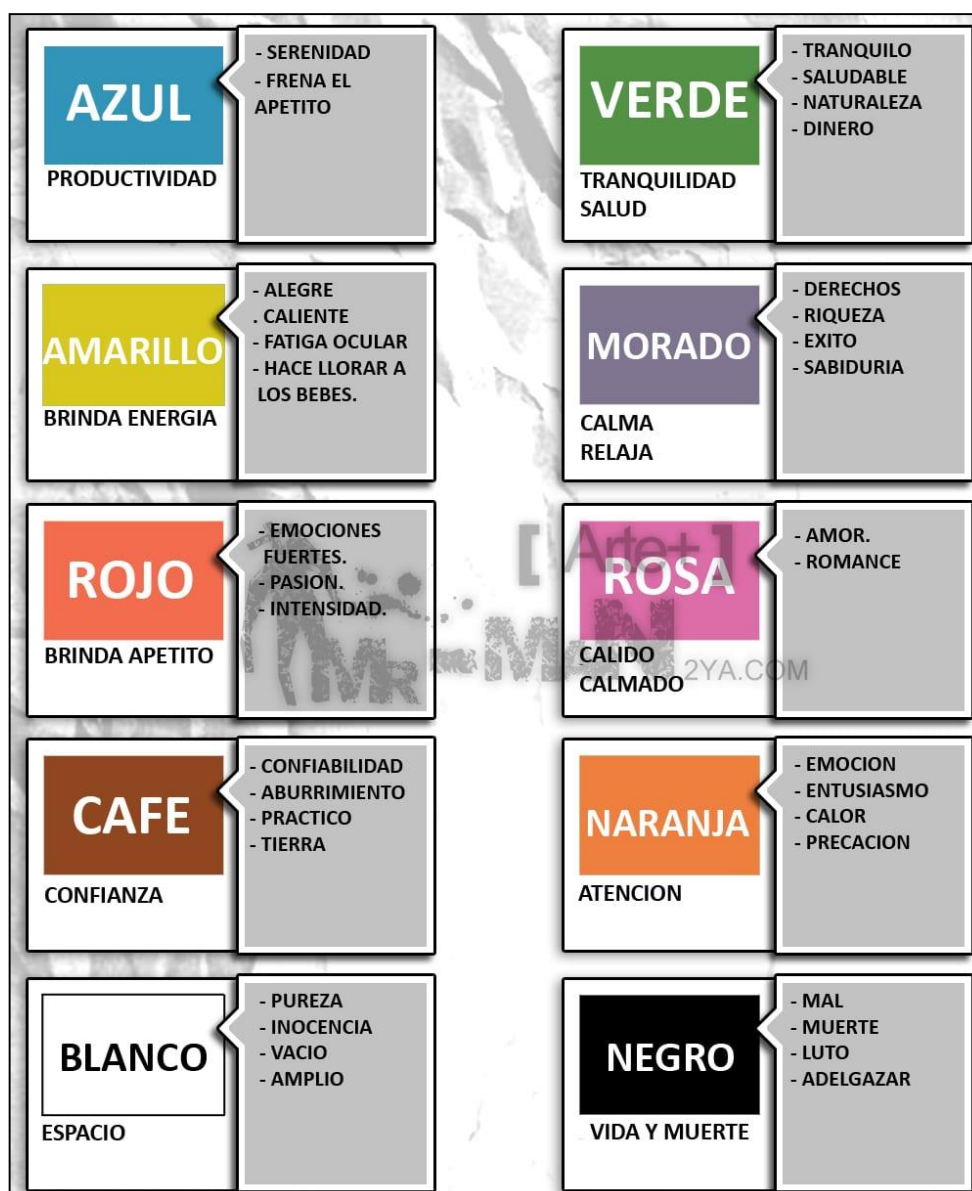 AZUL
PRODUCTIVIDAD
- SERENIDAD
- FRENA EL
APETITO
VERDE
TRANQUILIDAD
SALUD
- TRANQUILO
- SALUDABLE
- NATURALEZA
- DINERO
AMARILLO
BRINDA ENERGIA
- ALEGRE
. CALIENTE
- FATIGA OCULAR
- HACE LLORAR A
LOS BEBES.
MORADO
CALMA
RELAJA
- DERECHOS
- RIQUEZA
- EXITO
- SABIDURIA
ROJO
BRINDA APETITO
- EMOCIONES
FUERTES.
- PASION.
- INTENSIDAD.
ROSA
CALIDO
CALMADO
- AMOR.
- ROMANCE
[ Arte+ ]
MR-MAN
2YA.COM
CAFE
CONFIANZA
- CONFIABILIDAD
- ABURRIMIENTO
- PRACTICO
- TIERRA
NARANJA
ATENCION
- EMOCION
- ENTUSIASMO
- CALOR
- PRECACION
BLANCO
ESPACIO
- PUREZA
- INOCENCIA
- VACIO
- AMPLIO
NEGRO
VIDA Y MUERTE
- MAL
- MUERTE
- LUTO
- ADELGAZAR